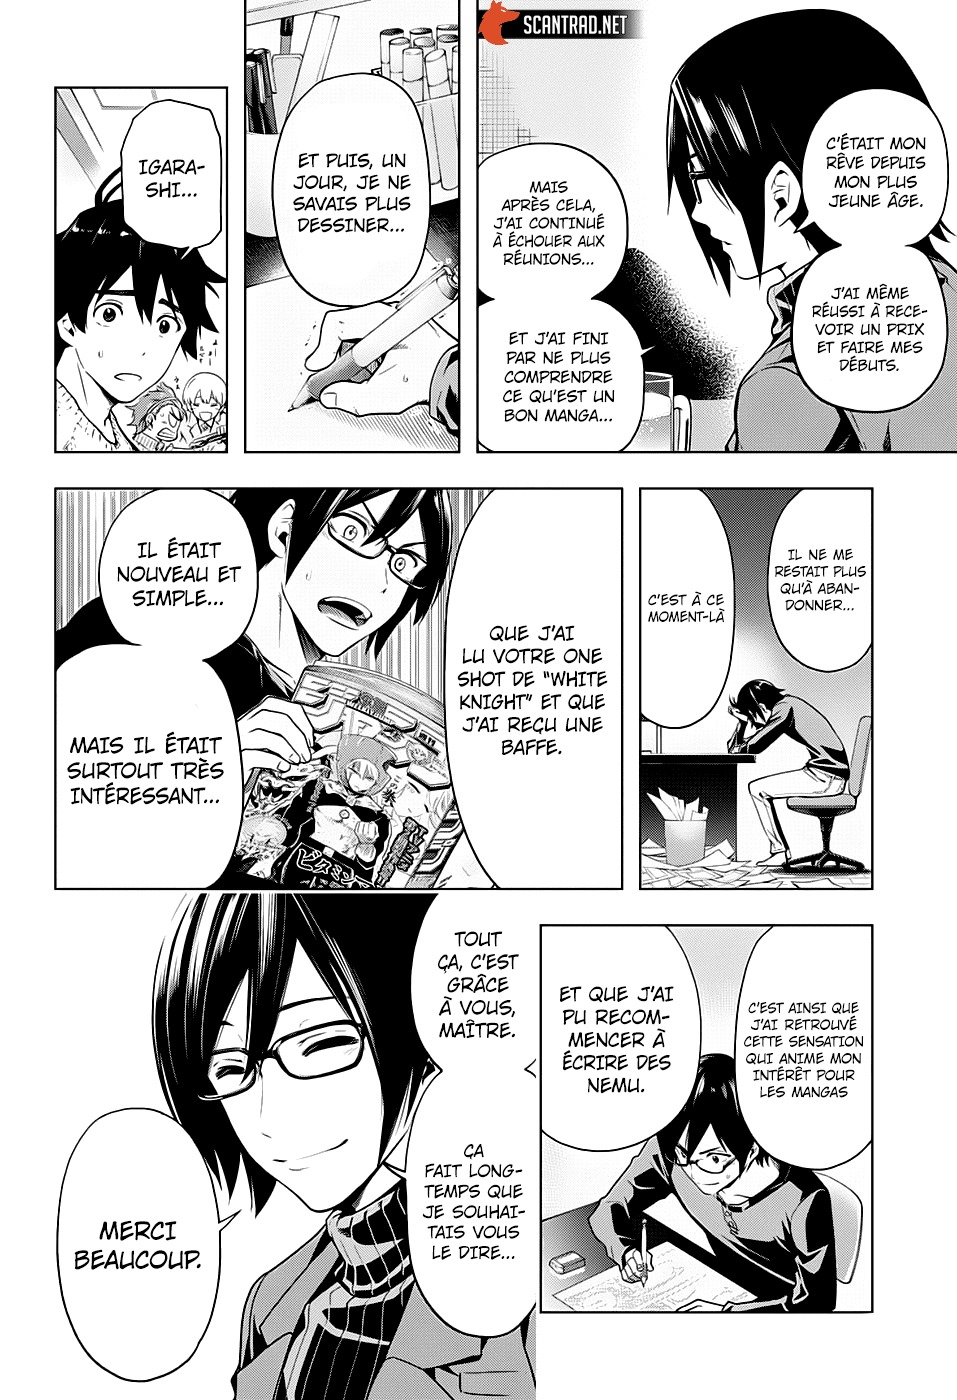 SCANTRAD.NET
C'ÉTAIT MON
RÊVE DEPUIS
MON PLUS
JEUNE ÂGE.
J'AI MÊME
RÉUSSI À RECE-
VOIR UN PRIX
ET FAIRE MES
DÉBUTS.
MAIS
APRÈS CELA,
J'AI CONTINUÉ
À ÉCHOUER AUX
RÉUNIONS...
ET J'AI FINI
PAR NE PLUS
COMPRENDRE
CE QU'EST UN
BON MANGA...
ET PUIS, UN
JOUR, JE NE
SAVAIS PLUS
DESSINER...
IGARA-
SHI...
IL NE ME
RESTAIT PLUS
QU'À ABAN-
DONNER...
C'EST À CE
MOMENT-LÀ
QUE J'AI
LU VOTRE ONE
SHOT DE "WHITE
KNIGHT" ET QUE
J'AI REÇU UNE
BAFFE.
IL ÉTAIT
NOUVEAU ET
SIMPLE...
MAIS IL ÉTAIT
SURTOUT TRÈS
INTÉRESSANT...
C'EST AINSI QUE
J'AI RETROUVÉ
CETTE SENSATION
QUI ANIME MON
INTÉRÊT POUR
LES MANGAS
ET QUE J'AI
PU RECOM-
MENCER À
ÉCRIRE DES
NEMU.
TOUT
ÇA, C'EST
GRÂCE
À VOUS,
MAÎTRE.
ÇA
FAIT LONG-
TEMPS QUE
JE SOUHAI-
TAIS VOUS
LE DIRE...
MERCI
BEAUCOUP.